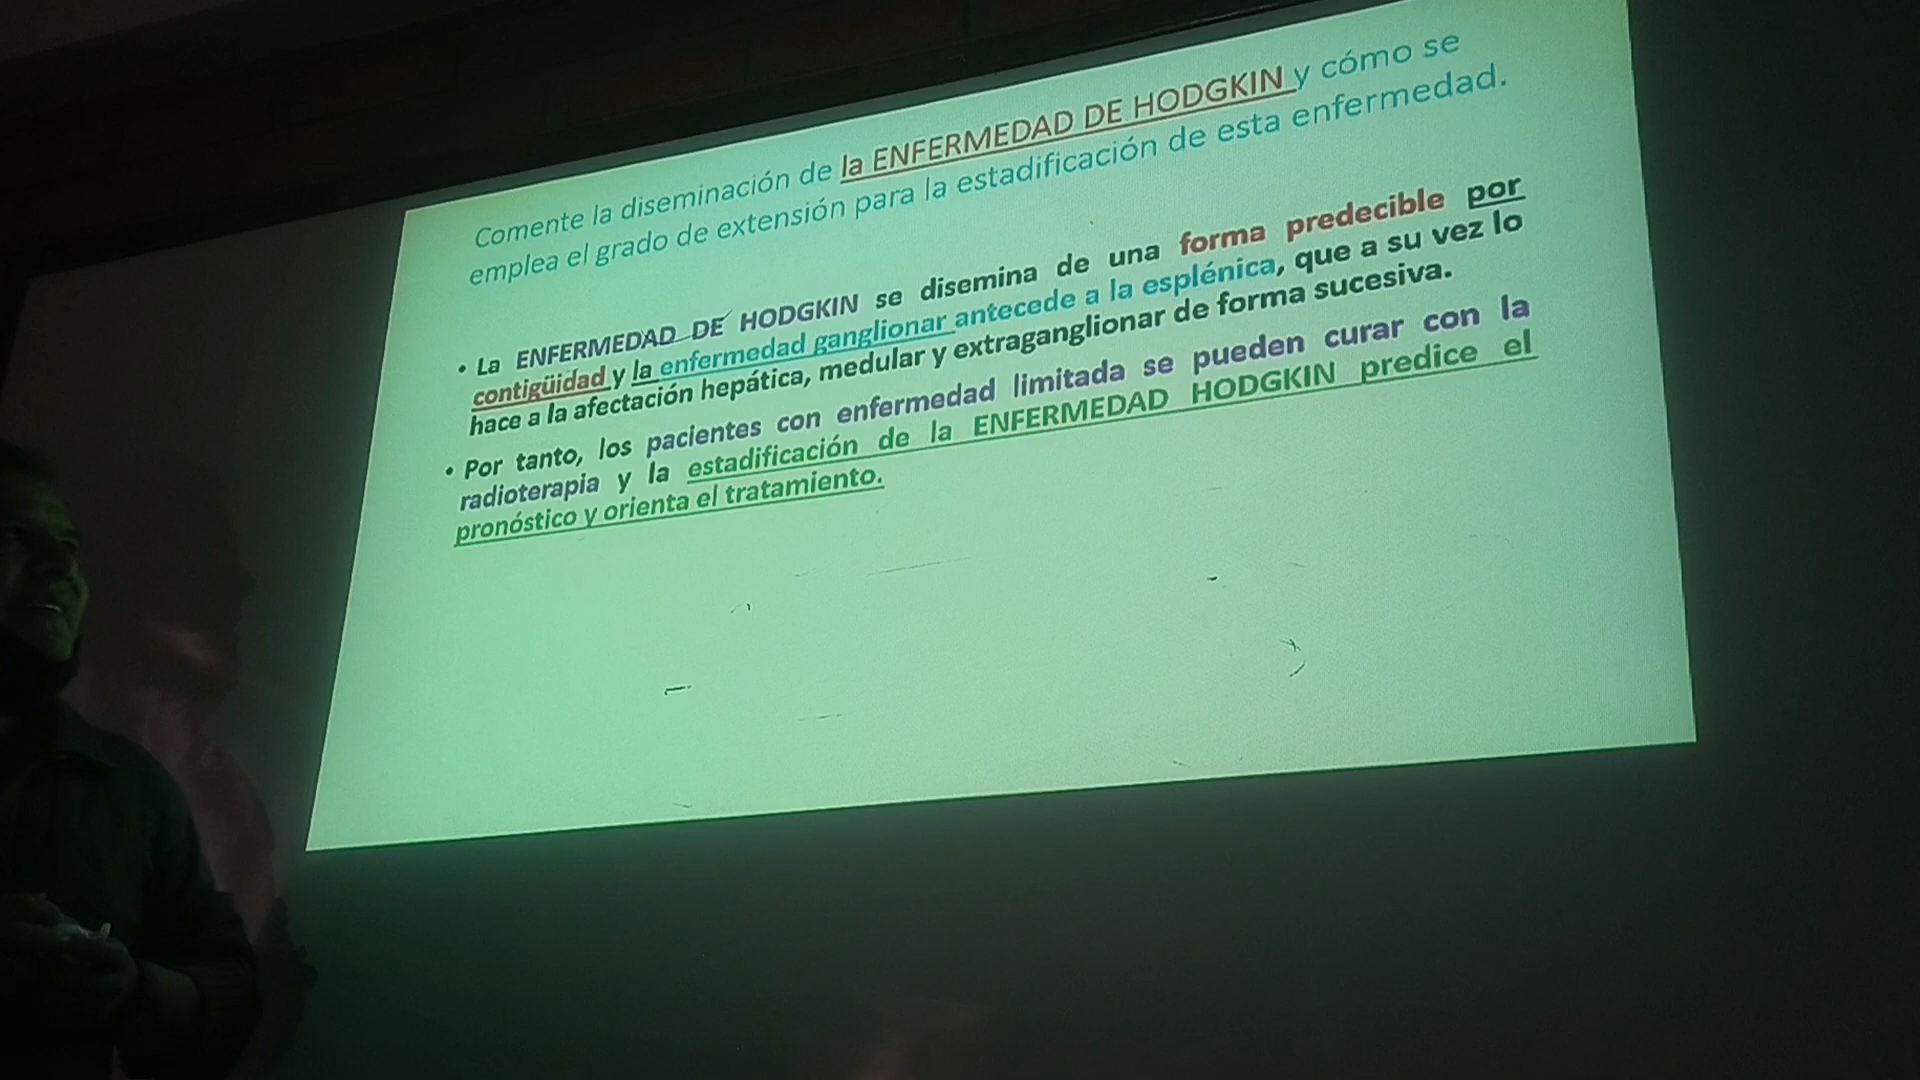 Comente la diseminación de la ENFERMEDAD DE HODGKIN y cómo se
emplea el grado de extensión para la estadificación de esta enfermedad.
• La ENFERMEDAD DE HODGKIN se disemina de una forma predecible por
contigüidad y la enfermedad ganglionar antecede a la esplénica, que a su vez lo
hace a la afectación hepática, medular y extraganglionar de forma sucesiva.
• Por tanto, los pacientes con enfermedad limitada se pueden curar con la
radioterapia y la estadificación de la ENFERMEDAD HODGKIN predice el
pronóstico y orienta el tratamiento.